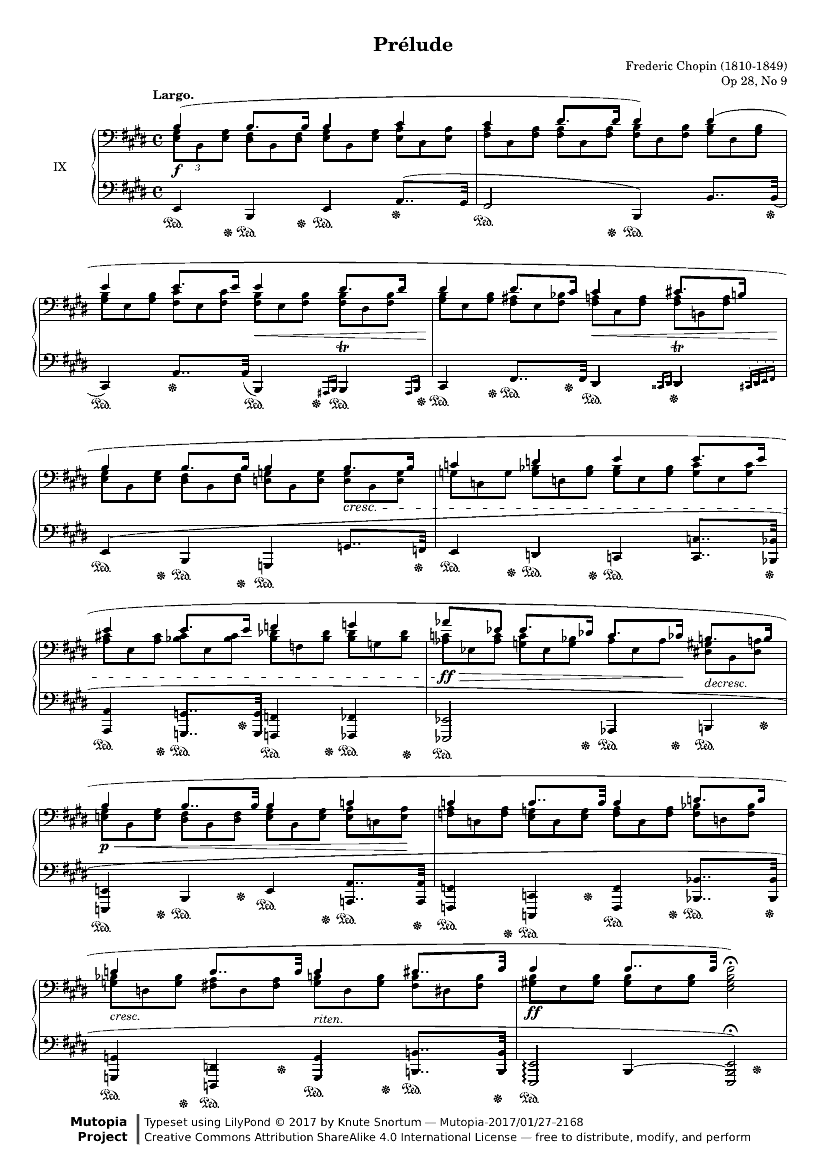 Prélude
Frederic Chopin (1810-1849)
Op 28, No 9
Largo.
IX
f 3
tr tr
cresc.
ff decresc.
p
cresc. riten. ff
Mutopia Project
Typeset using LilyPond © 2017 by Knute Snortum — Mutopia-2017/01/27-2168
Creative Commons Attribution ShareAlike 4.0 International License — free to distribute, modify, and perform